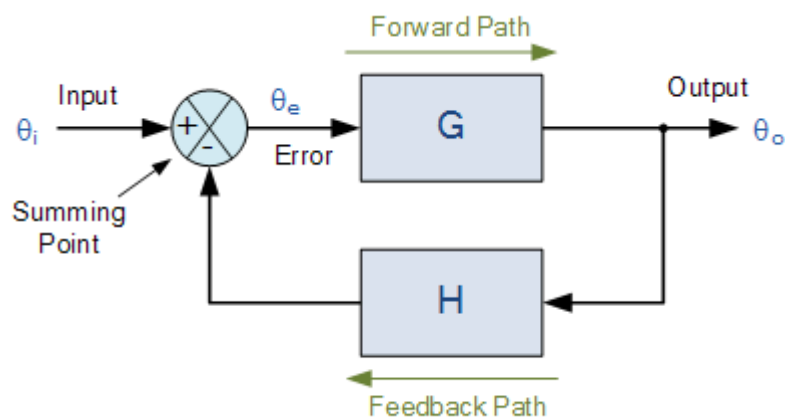 Forward Path
Input
θi
+
-
Summing
Point
θe
Error
G
Output
θo
H
Feedback Path